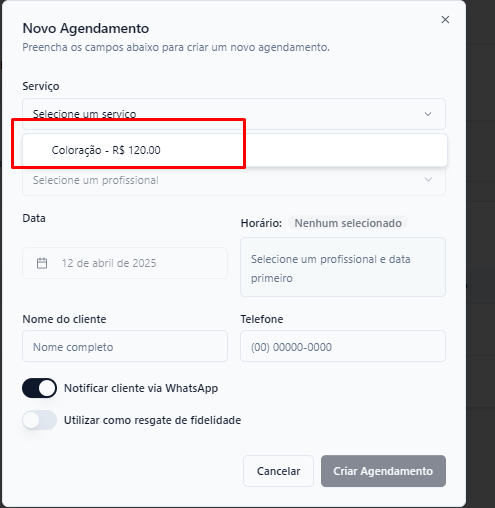 Novo Agendamento
Preencha os campos abaixo para criar um novo agendamento.
Serviço
Selecione um serviço
Coloração - R$ 120.00
Selecione um profissional
Data
Horário: Nenhum selecionado
12 de abril de 2025
Selecione um profissional e data
primeiro
Nome do cliente
Telefone
Nome completo
(00) 00000-0000
Notificar cliente via WhatsApp
Utilizar como resgate de fidelidade
Cancelar
Criar Agendamento